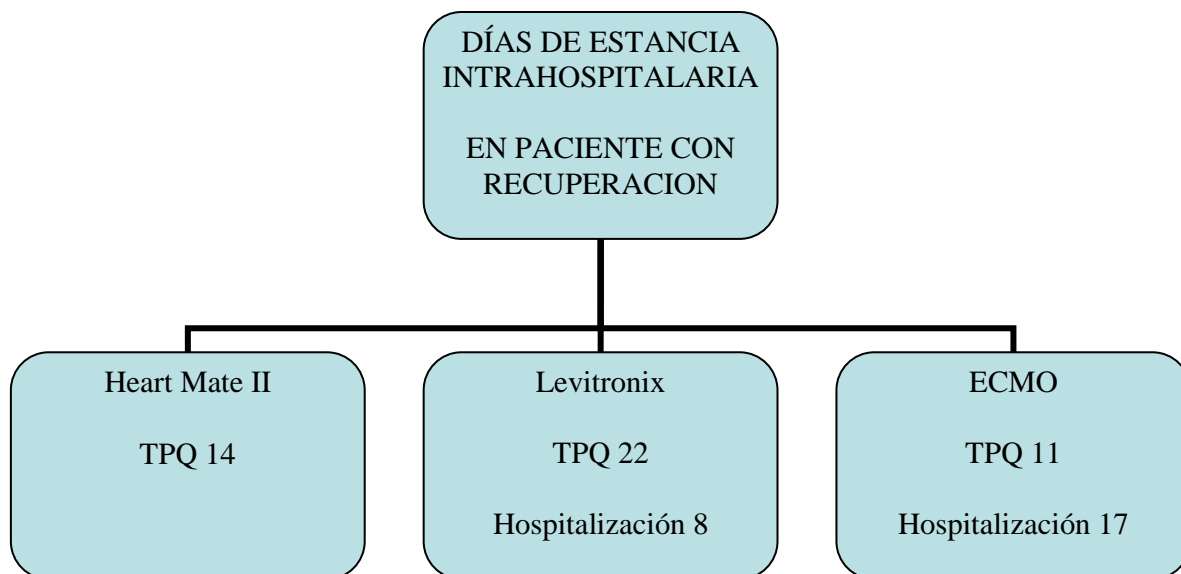 DÍAS DE ESTANCIA
INTRAHOSPITALARIA
EN PACIENTE CON
RECUPERACION
Heart Mate II
TPQ 14
Levitronix
TPQ 22
Hospitalización 8
ECMO
TPQ 11
Hospitalización 17